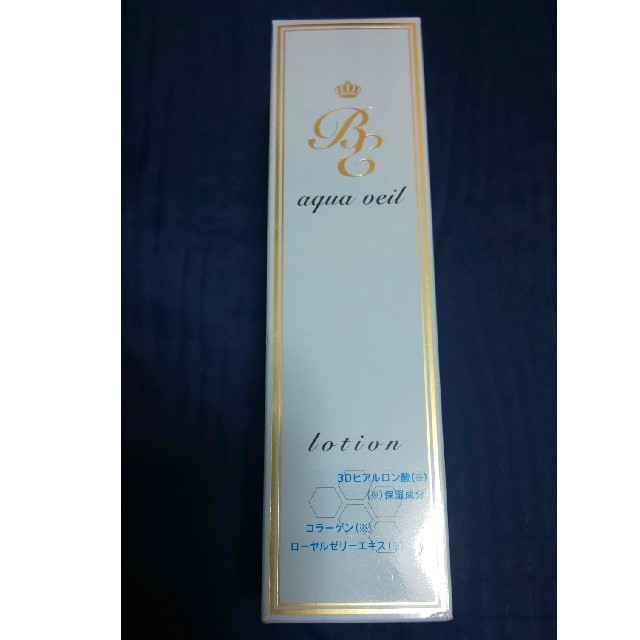 BE
aqua veil
lotion
3Dヒアルロン酸(※)
(※)保湿成分
コラーゲン(※)
ローヤルゼリーエキス(※)